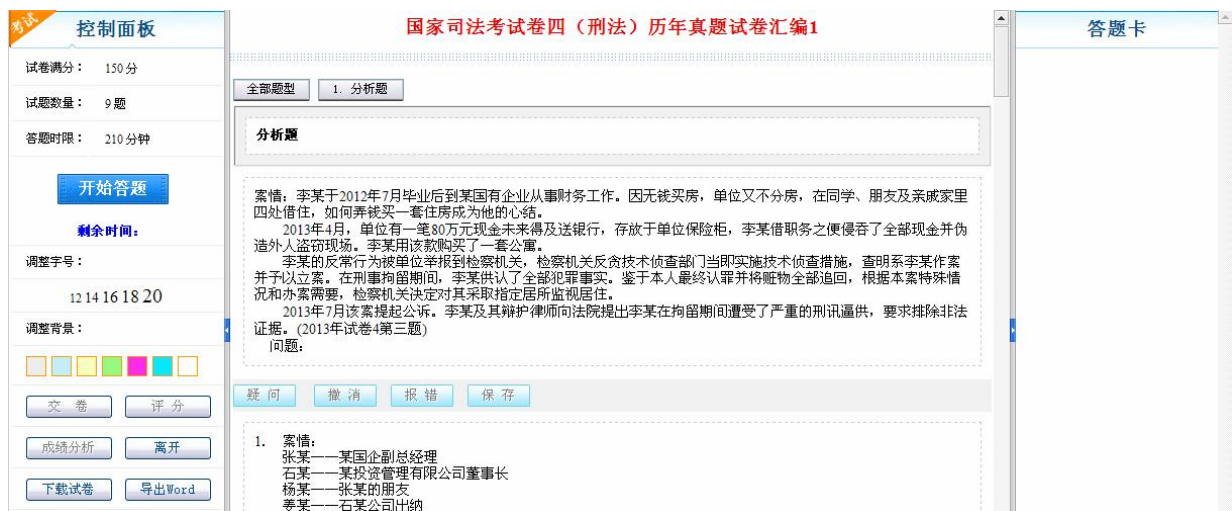 考试
控制面板
试卷满分： 150分
试题数量： 9题
答题时限： 210分钟
开始答题
剩余时间：
调整字号：
12 14 16 18 20
调整背景：
交 卷 评 分
成绩分析 离开
下载试卷 导出Word
国家司法考试卷四（刑法）历年真题试卷汇编1
全部题型 1. 分析题
分析题
案情：李某于2012年7月毕业后到某国有企业从事财务工作。因无钱买房，单位又不分房，在同学、朋友及亲戚家里
四处借住，如何弄钱买一套住房成为他的心结。
2013年4月，单位有一笔80万元现金未来得及送银行，存放于单位保险柜，李某借职务之便侵吞了全部现金并伪
造外人盗窃现场。李某用该款购买了一套公寓。
李某的反常行为被单位举报到检察机关，检察机关反贪技术侦查部门当即实施技术侦查措施，查明系李某作案
并予以立案。在刑事拘留期间，李某供认了全部犯罪事实。鉴于本人最终认罪并将赃物全部追回，根据本案特殊情
况和办案需要，检察机关决定对其采取指定居所监视居住。
2013年7月该案提起公诉。李某及其辩护律师向法院提出李某在拘留期间遭受了严重的刑讯逼供，要求排除非法
证据。(2013年试卷4第三题)
问题：
疑 问 撤 消 报 错 保 存
1. 案情：
张某——某国企副总经理
石某——某投资管理有限公司董事长
杨某——张某的朋友
姜某——石某公司出纳
答题卡